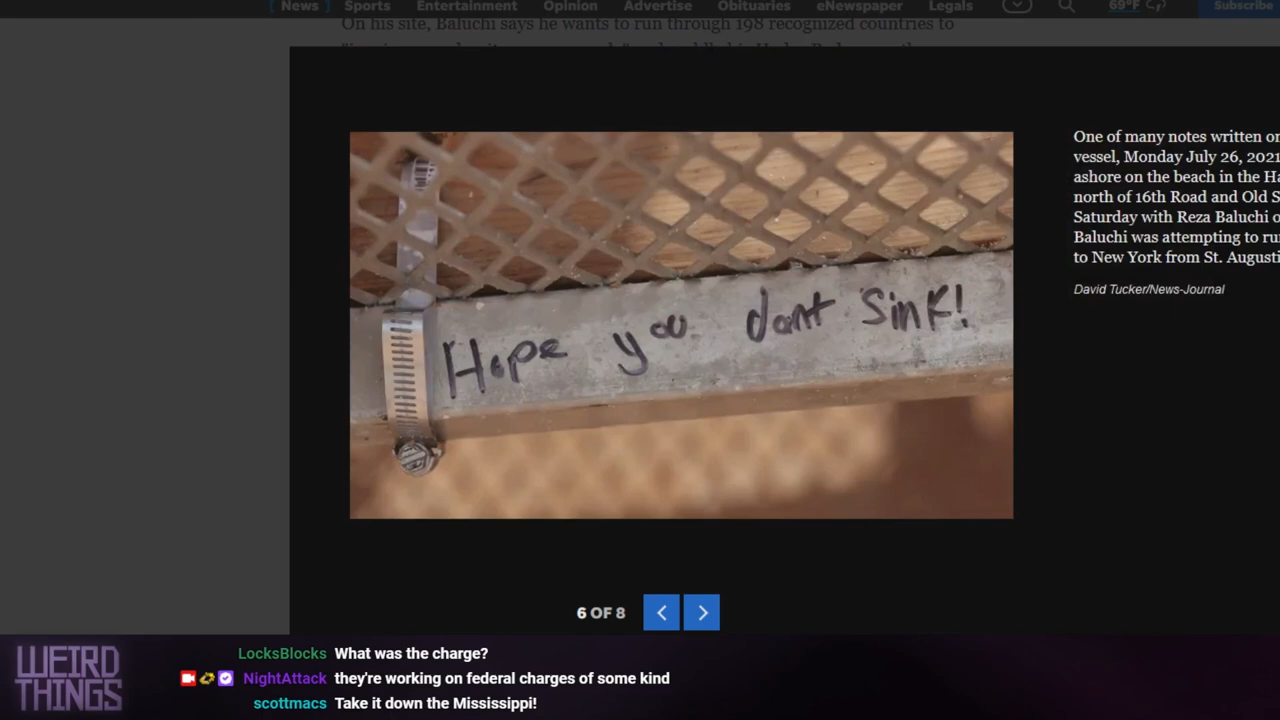 News Sports Entertainment Opinion Advertise Obituaries eNewspaper Legals 69°F Subscribe
On his site, Baluchi says he wants to run through 198 recognized countries to
One of many notes written on
vessel, Monday July 26, 2021
ashore on the beach in the Ha
north of 16th Road and Old S
Saturday with Reza Baluchi o
Baluchi was attempting to ru
to New York from St. Augusti
David Tucker/News-Journal
Hope you dont Sink!
6 OF 8
WEIRD
THINGS
LocksBlocks What was the charge?
NightAttack they're working on federal charges of some kind
scottmacs Take it down the Mississippi!